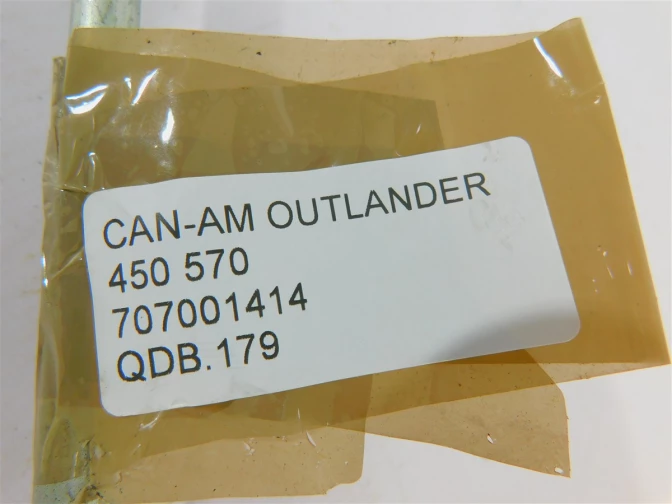 CAN-AM OUTLANDER
450 570
707001414
QDB.179